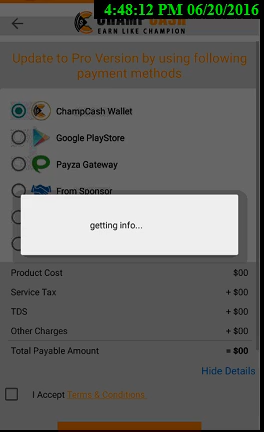 4:48:12 PM 06/20/2016
CHAMP CASH
EARN LIKE CHAMPION
Update to Pro Version by using following
payment methods
ChampCash Wallet
Google PlayStore
Payza Gateway
From Sponsor
getting info...
Product Cost $00
Service Tax + $00
TDS + $00
Other Charges + $00
Total Payable Amount = $00
Hide Details
I Accept Terms & Conditions.